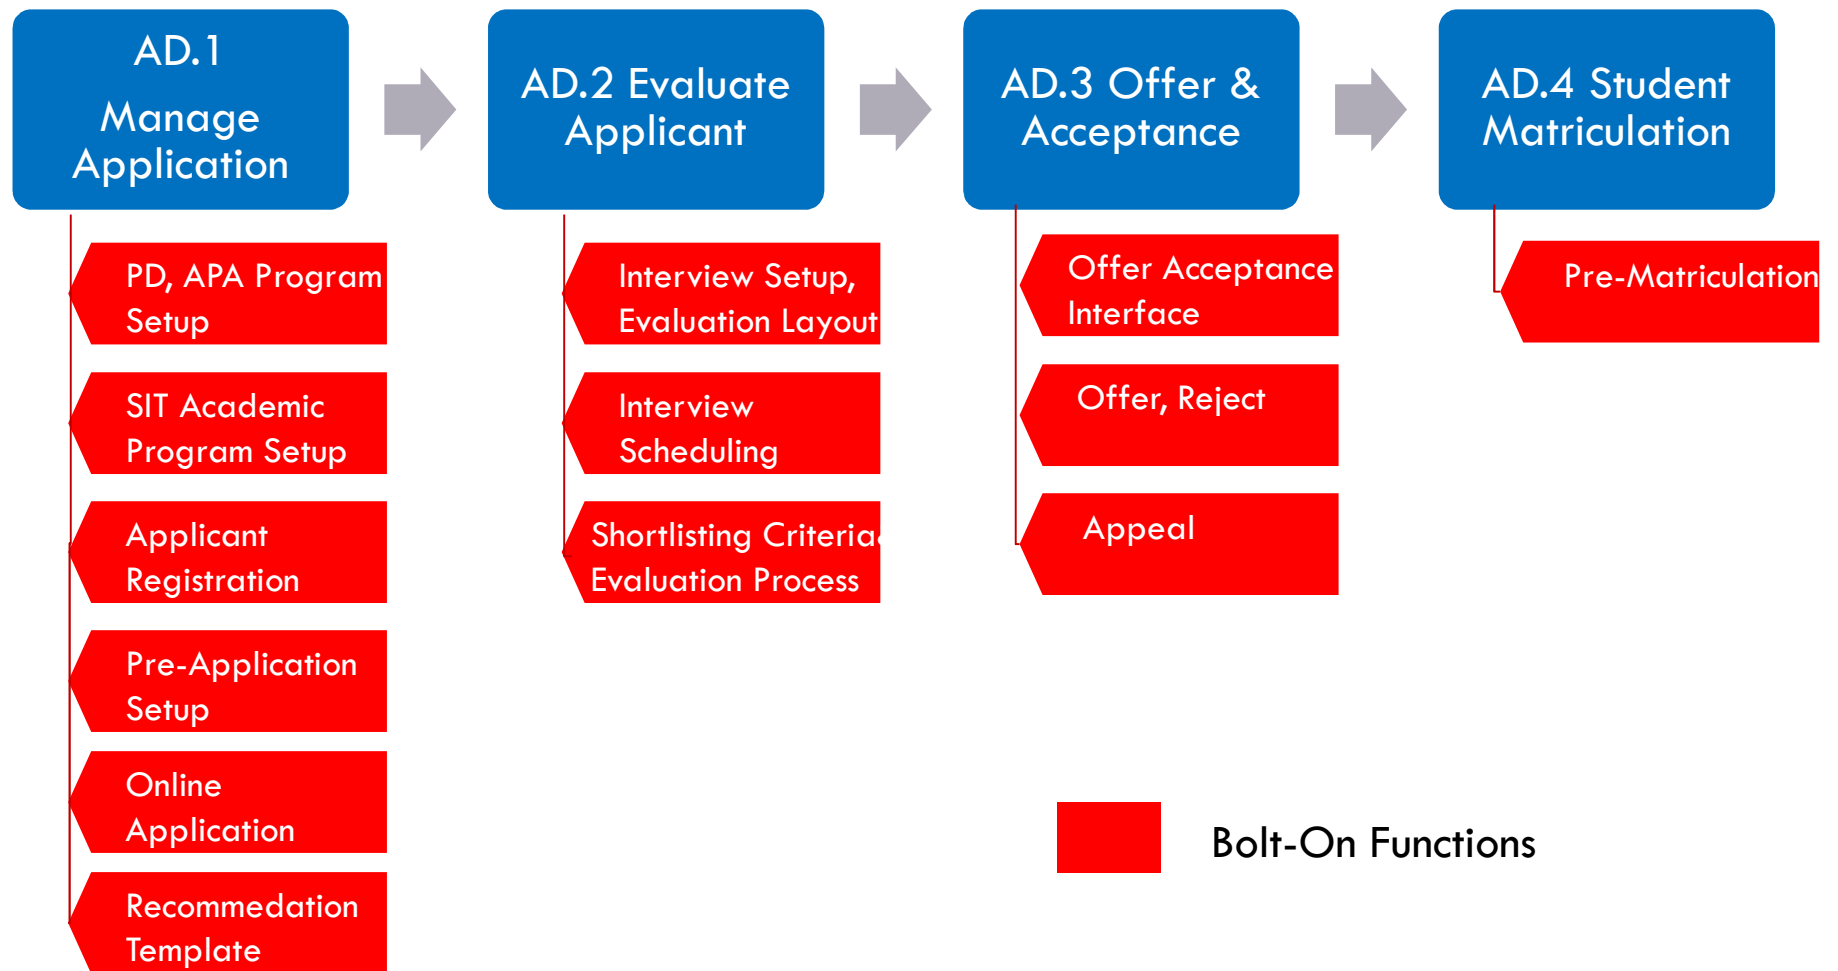 AD.1
Manage
Application
AD.2 Evaluate
Applicant
AD.3 Offer &
Acceptance
AD.4 Student
Matriculation
PD, APA Program
Setup
SIT Academic
Program Setup
Applicant
Registration
Pre-Application
Setup
Online
Application
Recommedation
Template
Interview Setup,
Evaluation Layout
Interview
Scheduling
Shortlisting Criteria
Evaluation Process
Offer Acceptance
Interface
Offer, Reject
Appeal
Pre-Matriculation
Bolt-On Functions